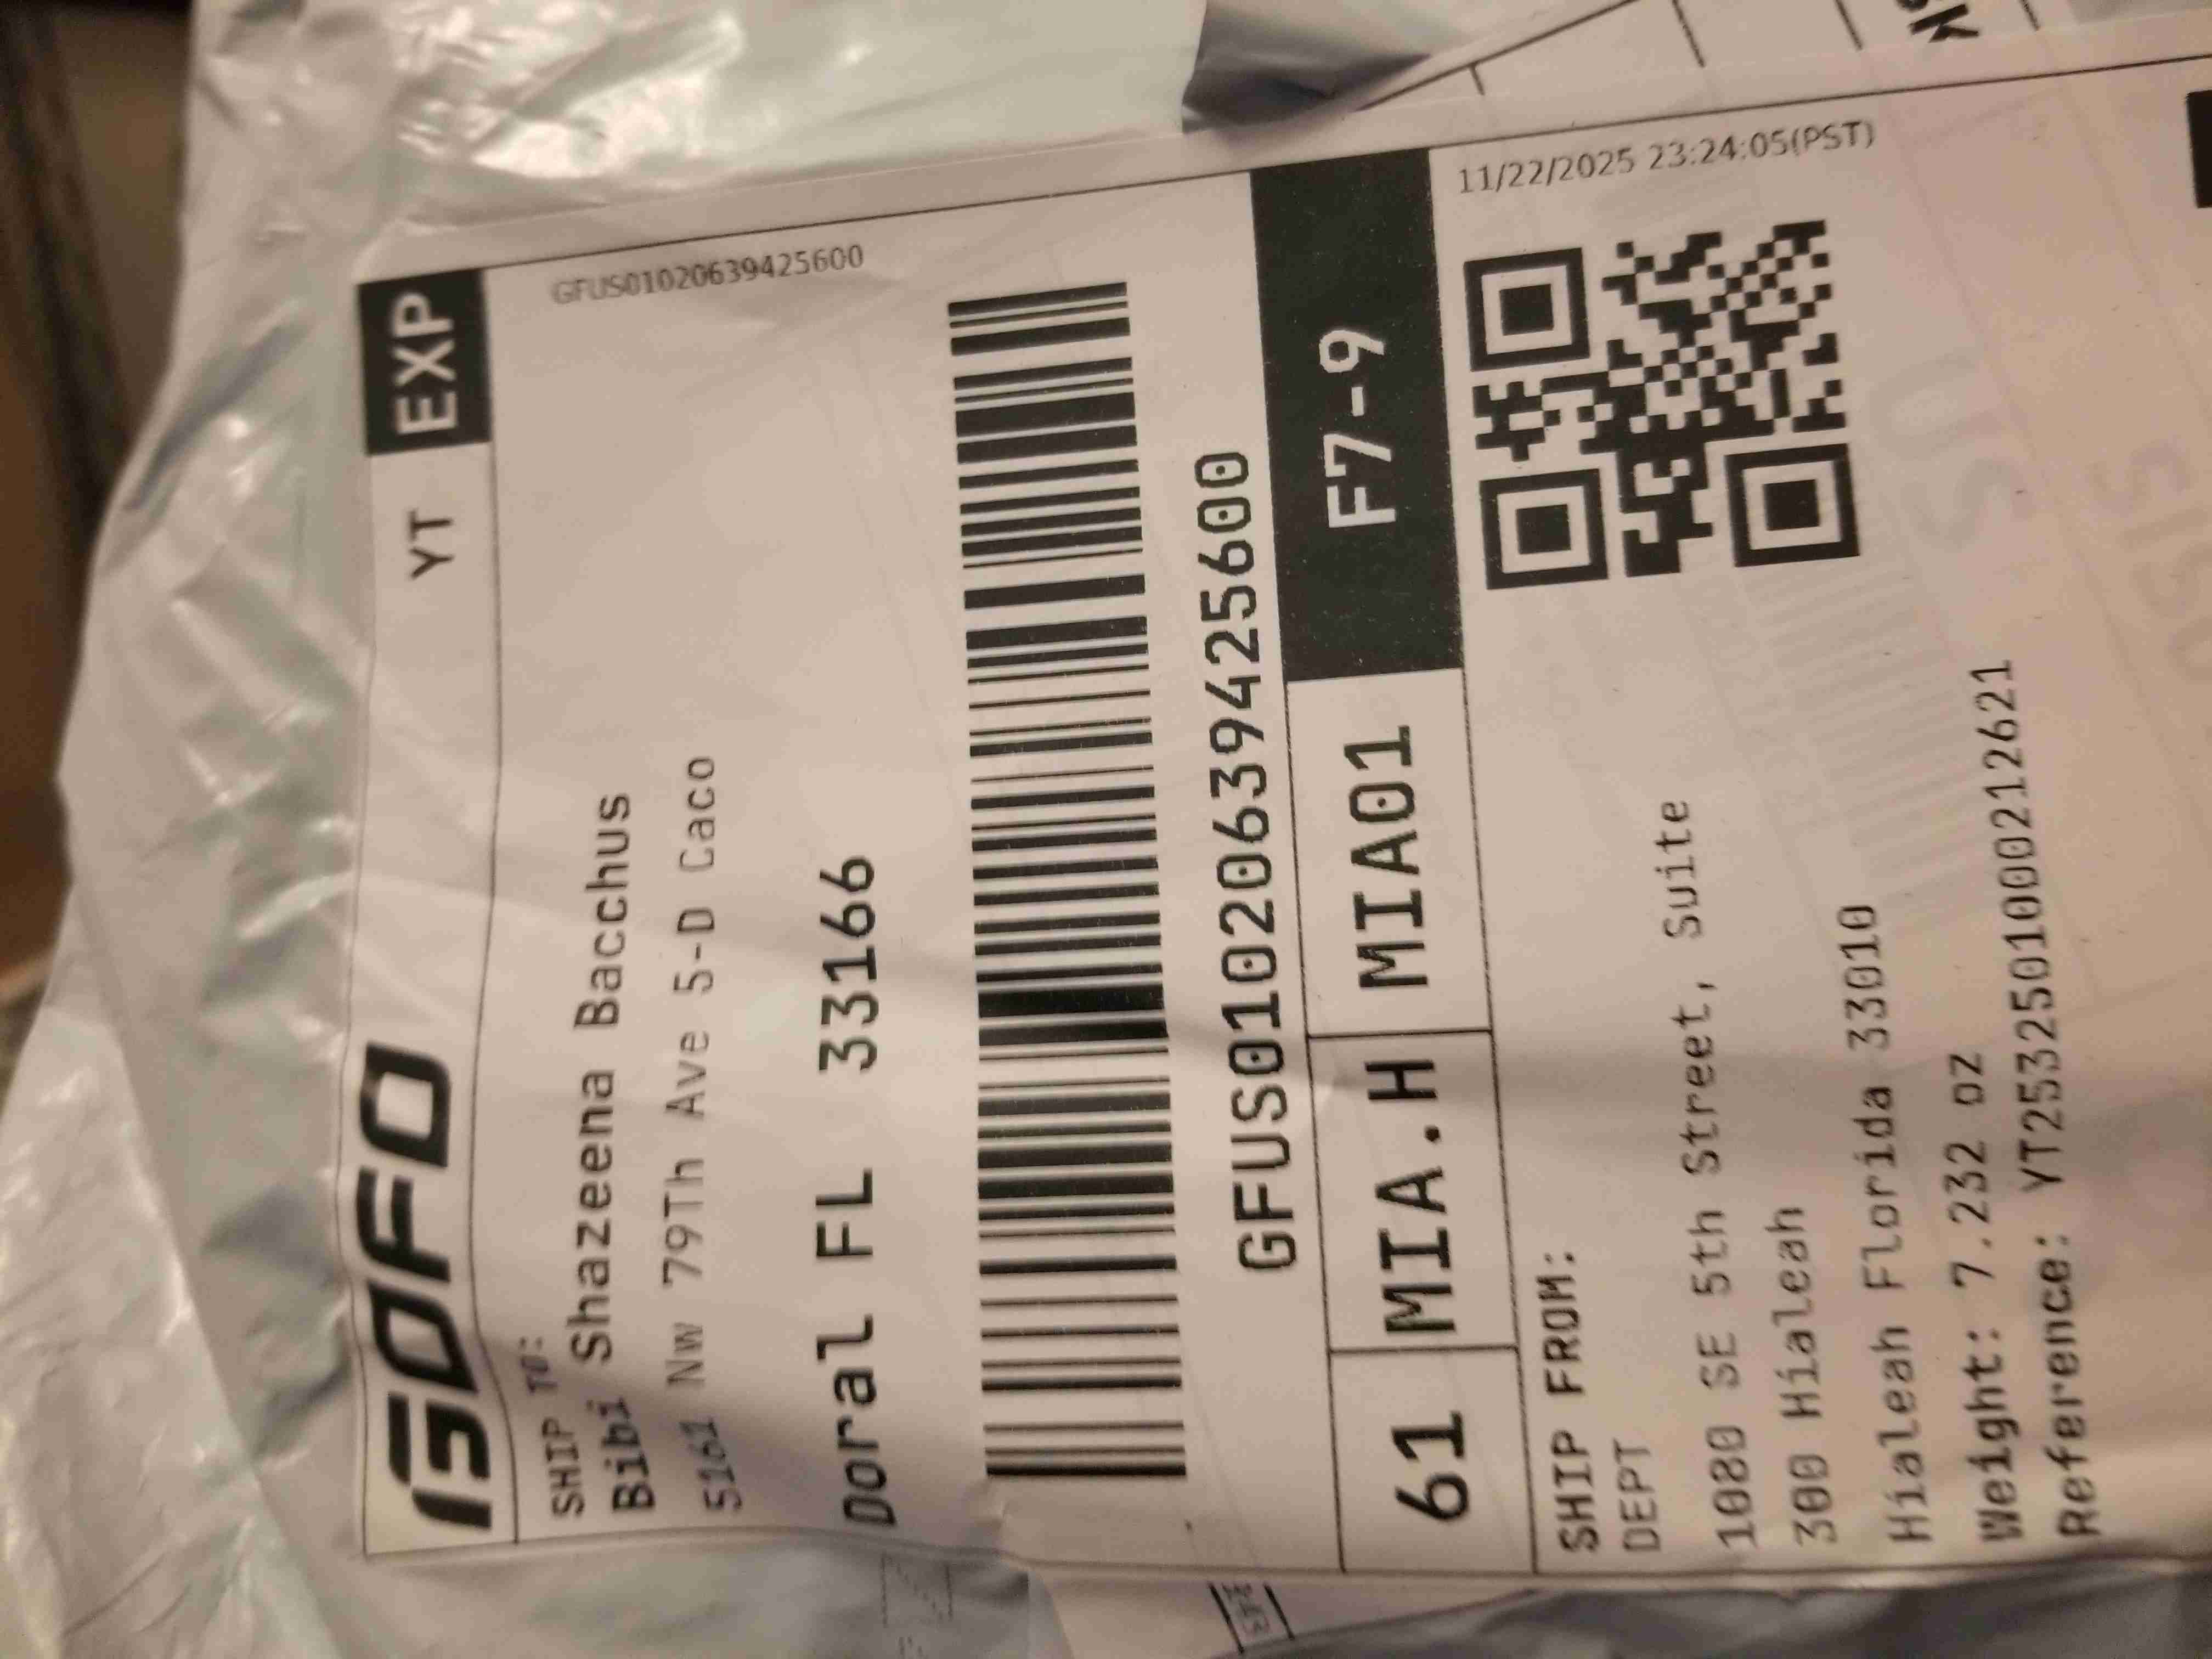 GOFO
YT EXP
GFUS01020639425600
SHIP TO:
Bibi Shazeena Bacchus
5161 Nw 79Th Ave 5-D Caco
Doral FL 33166
GFUS01020639425600
61 MIA.H MIA01 F7-9
11/22/2025 23:24:05(PST)
SHIP FROM:
DEPT
1080 SE 5th Street, Suite
300 Hialeah
Hialeah Florida 33010
Weight: 7.232 oz
Reference: YT2532501000212621